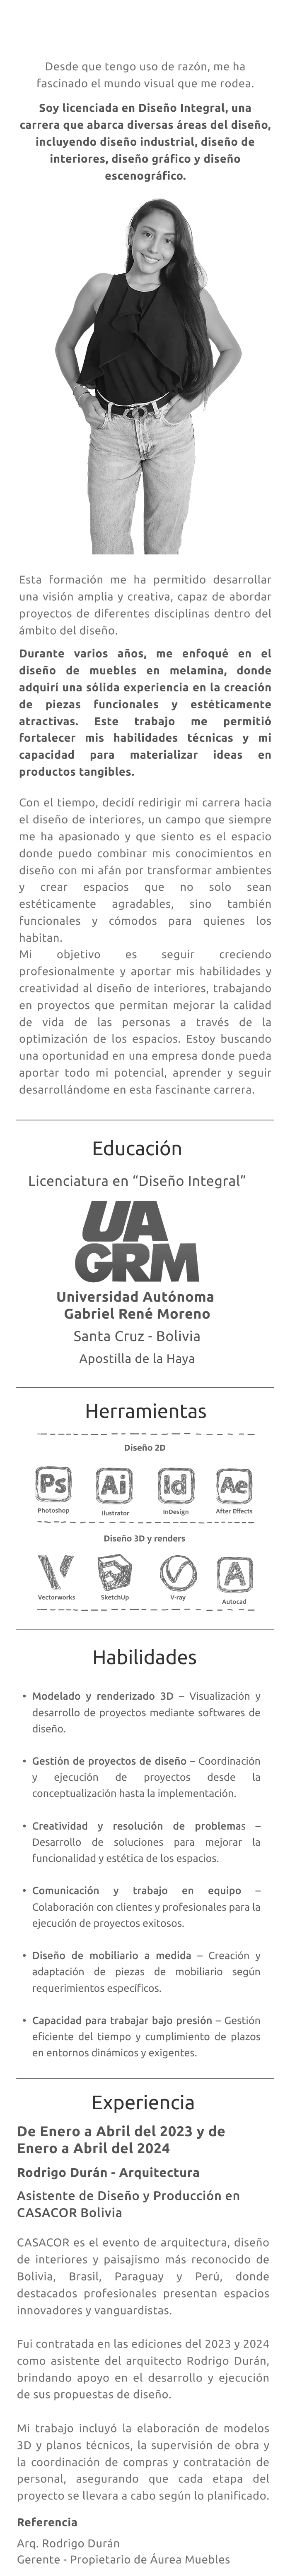 Desde que tengo uso de razón, me ha
fascinado el mundo visual que me rodea.
Soy licenciada en Diseño Integral, una
carrera que abarca diversas áreas del diseño,
incluyendo diseño industrial, diseño de
interiores, diseño gráfico y diseño
escenográfico.
Esta formación me ha permitido desarrollar
una visión amplia y creativa, capaz de abordar
proyectos de diferentes disciplinas dentro del
ámbito del diseño.
Durante varios años, me enfoqué en el
diseño de muebles en melamina, donde
adquirí una sólida experiencia en la creación
de piezas funcionales y estéticamente
atractivas. Este trabajo me permitió
fortalecer mis habilidades técnicas y mi
capacidad para materializar ideas en
productos tangibles.
Con el tiempo, decidí redirigir mi carrera hacia
el diseño de interiores, un campo que siempre
me ha apasionado y que siento es el espacio
donde puedo combinar mis conocimientos en
diseño con mi afán por transformar ambientes
y crear espacios que no solo sean
estéticamente agradables, sino también
funcionales y cómodos para quienes los
habitan.
Mi objetivo es seguir creciendo
profesionalmente y aportar mis habilidades y
creatividad al diseño de interiores, trabajando
en proyectos que permitan mejorar la calidad
de vida de las personas a través de la
optimización de los espacios. Estoy buscando
una oportunidad en una empresa donde pueda
aportar todo mi potencial, aprender y seguir
desarrollándome en esta fascinante carrera.
Educación
Licenciatura en “Diseño Integral”
UA
GRM
Universidad Autónoma
Gabriel René Moreno
Santa Cruz - Bolivia
Apostilla de la Haya
Herramientas
Diseño 2D
Ps Ai Id Ae
Photoshop Ilustrator InDesign After Effects
Diseño 3D y renders
Vectorworks SketchUp V-ray Autocad
Habilidades
• Modelado y renderizado 3D – Visualización y
desarrollo de proyectos mediante softwares de
diseño.
• Gestión de proyectos de diseño – Coordinación
y ejecución de proyectos desde la
conceptualización hasta la implementación.
• Creatividad y resolución de problemas –
Desarrollo de soluciones para mejorar la
funcionalidad y estética de los espacios.
• Comunicación y trabajo en equipo –
Colaboración con clientes y profesionales para la
ejecución de proyectos exitosos.
• Diseño de mobiliario a medida – Creación y
adaptación de piezas de mobiliario según
requerimientos específicos.
• Capacidad para trabajar bajo presión – Gestión
eficiente del tiempo y cumplimiento de plazos
en entornos dinámicos y exigentes.
Experiencia
De Enero a Abril del 2023 y de
Enero a Abril del 2024
Rodrigo Durán - Arquitectura
Asistente de Diseño y Producción en
CASACOR Bolivia
CASACOR es el evento de arquitectura, diseño
de interiores y paisajismo más reconocido de
Bolivia, Brasil, Paraguay y Perú, donde
destacados profesionales presentan espacios
innovadores y vanguardistas.
Fui contratada en las ediciones del 2023 y 2024
como asistente del arquitecto Rodrigo Durán,
brindando apoyo en el desarrollo y ejecución
de sus propuestas de diseño.
Mi trabajo incluyó la elaboración de modelos
3D y planos técnicos, la supervisión de obra y
la coordinación de compras y contratación de
personal, asegurando que cada etapa del
proyecto se llevara a cabo según lo planificado.
Referencia
Arq. Rodrigo Durán
Gerente - Propietario de Áurea Muebles